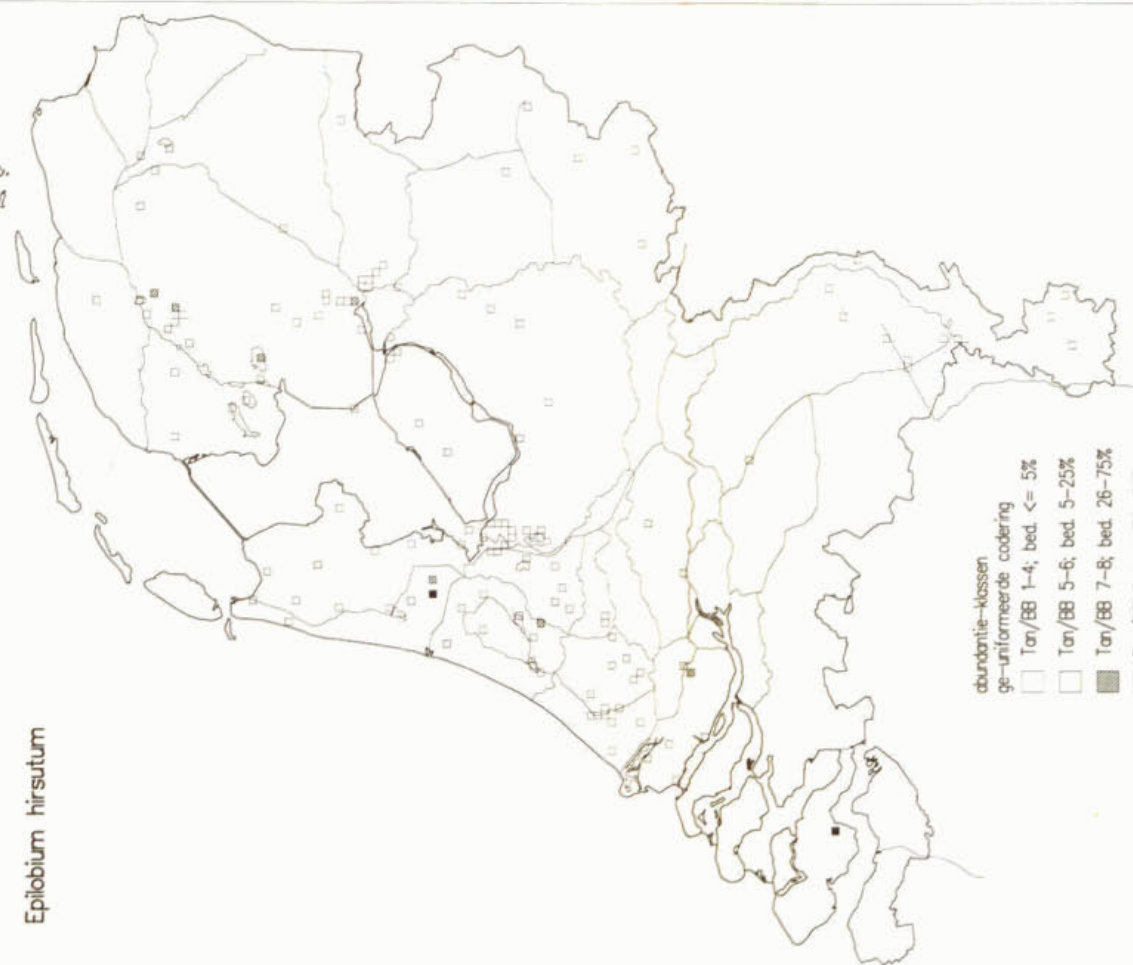 Epilobium hirsutum
abundantie-klassen
ge-uniformeerde codering
Tan/BB 1-4; bed. <= 5%
Tan/BB 5-6; bed. 5-25%
Tan/BB 7-8; bed. 26-75%